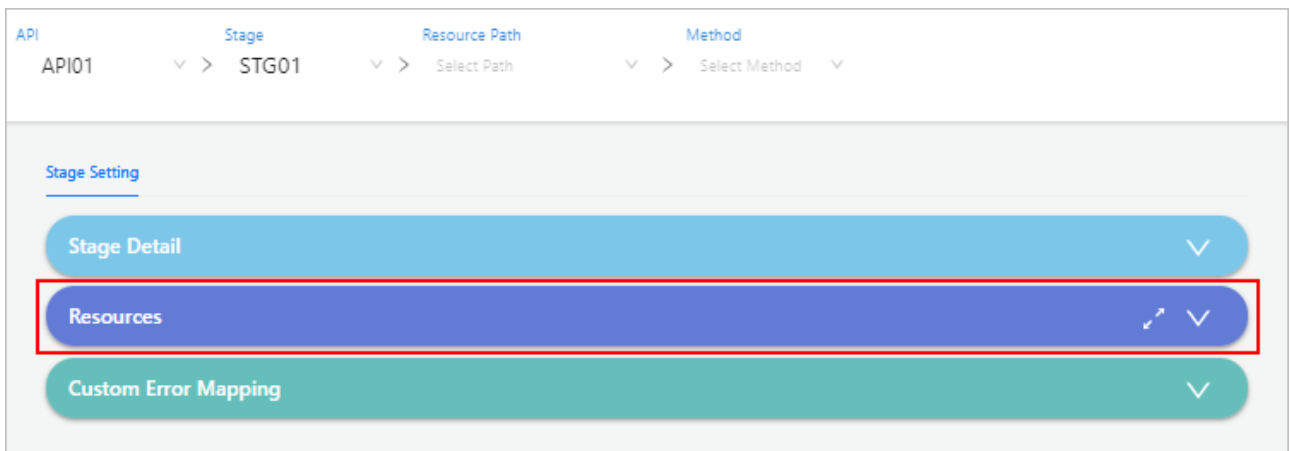 API Stage Resource Path Method
API01 > STG01 > Select Path > Select Method
Stage Setting
Stage Detail
Resources
Custom Error Mapping